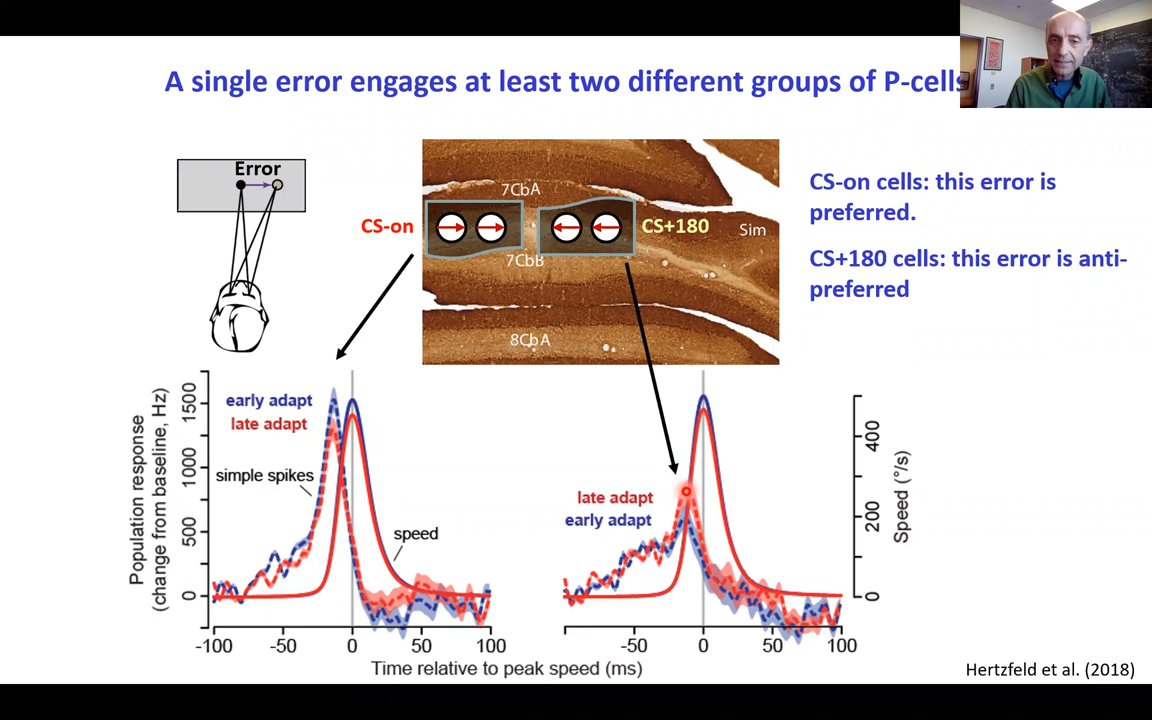 A single error engages at least two different groups of P-cells
Error
7CbA
CS-on
CS+180
Sim
7CbB
8CbA
CS-on cells: this error is
preferred.
CS+180 cells: this error is anti-
preferred
Population response
(change from baseline, Hz)
1500
1000
500
0
early adapt
late adapt
simple spikes
speed
-100
-50
0
50
100
late adapt
early adapt
-50
0
50
100
400
200
0
Speed (°/s)
Time relative to peak speed (ms)
Hertzfeld et al. (2018)